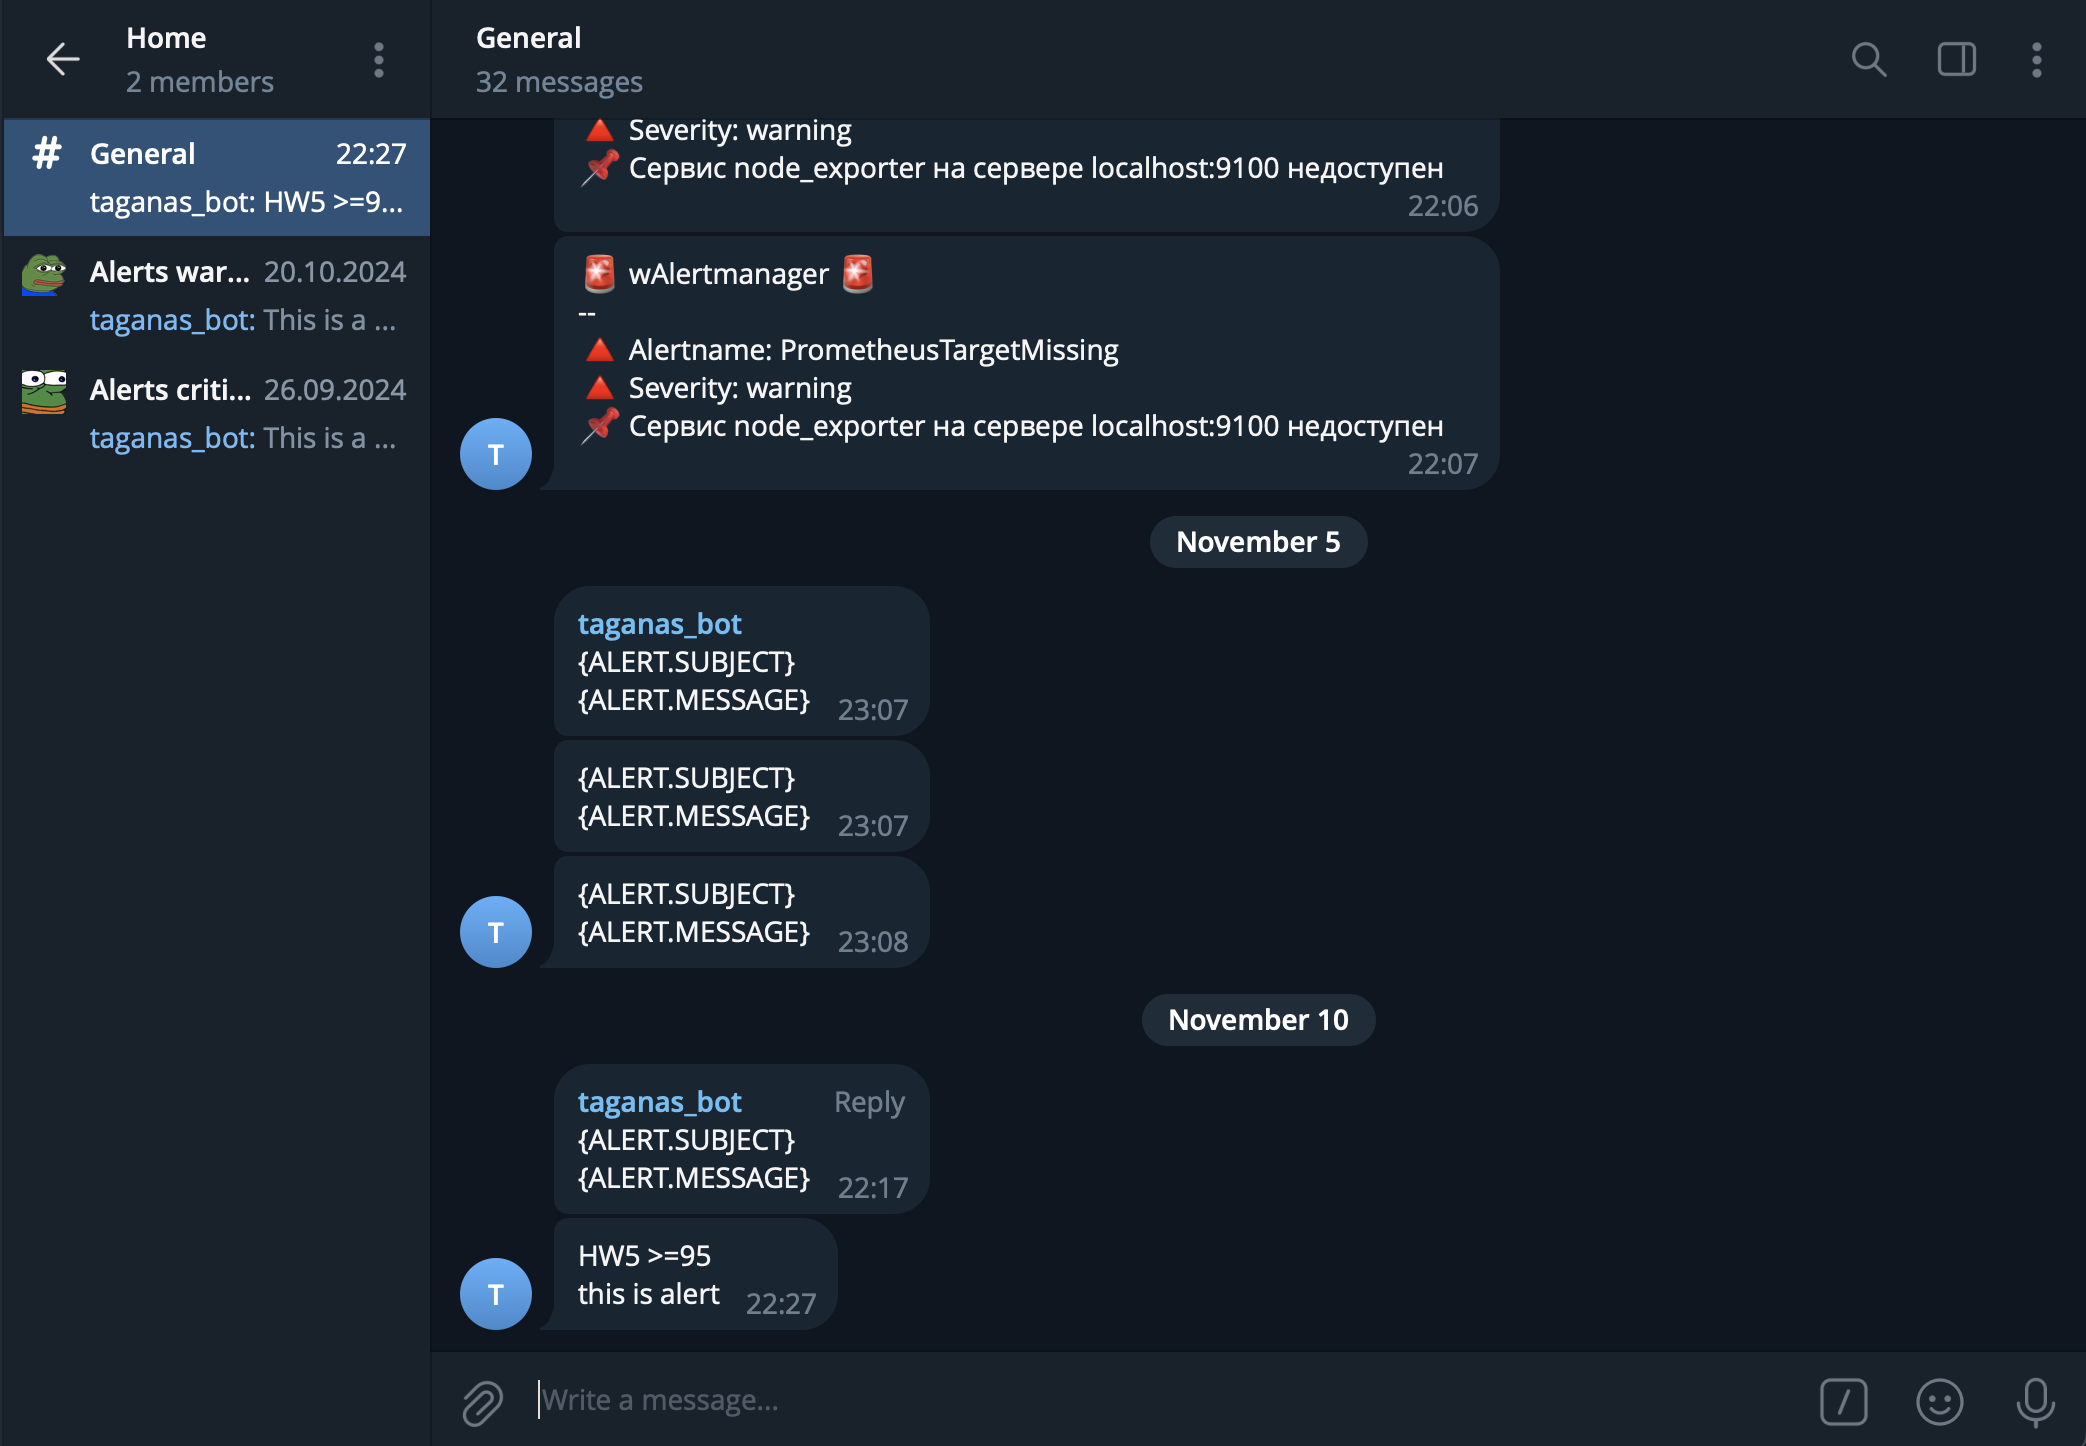 Home
2 members
General 22:27
taganas_bot: HW5 >=9...
Alerts war... 20.10.2024
taganas_bot: This is a ...
Alerts criti... 26.09.2024
taganas_bot: This is a ...
General
32 messages
🔺 Severity: warning
📌 Сервис node_exporter на сервере localhost:9100 недоступен
22:06
🚨 wAlertmanager 🚨
--
🔺 Alertname: PrometheusTargetMissing
🔺 Severity: warning
📌 Сервис node_exporter на сервере localhost:9100 недоступен
22:07
T
November 5
taganas_bot
{ALERT.SUBJECT}
{ALERT.MESSAGE} 23:07
{ALERT.SUBJECT}
{ALERT.MESSAGE} 23:07
{ALERT.SUBJECT}
{ALERT.MESSAGE} 23:08
T
November 10
taganas_bot Reply
{ALERT.SUBJECT}
{ALERT.MESSAGE} 22:17
HW5 >=95
this is alert 22:27
T
Write a message...